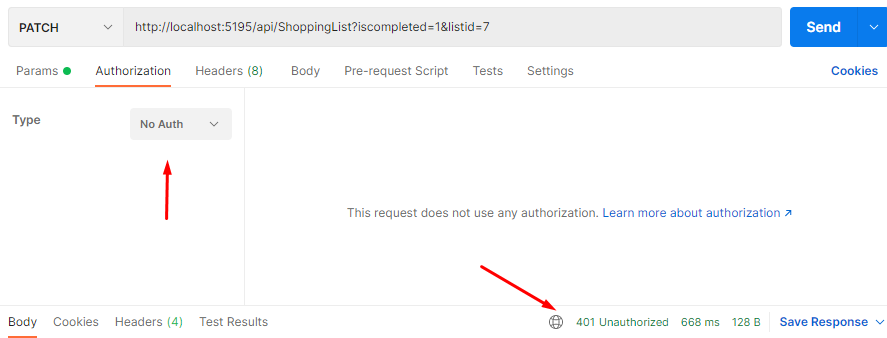 PATCH http://localhost:5195/api/ShoppingList?iscompleted=1&listid=7 Send
Params Authorization Headers (8) Body Pre-request Script Tests Settings Cookies
Type No Auth
This request does not use any authorization. Learn more about authorization ↗
Body Cookies Headers (4) Test Results 401 Unauthorized 668 ms 128 B Save Response